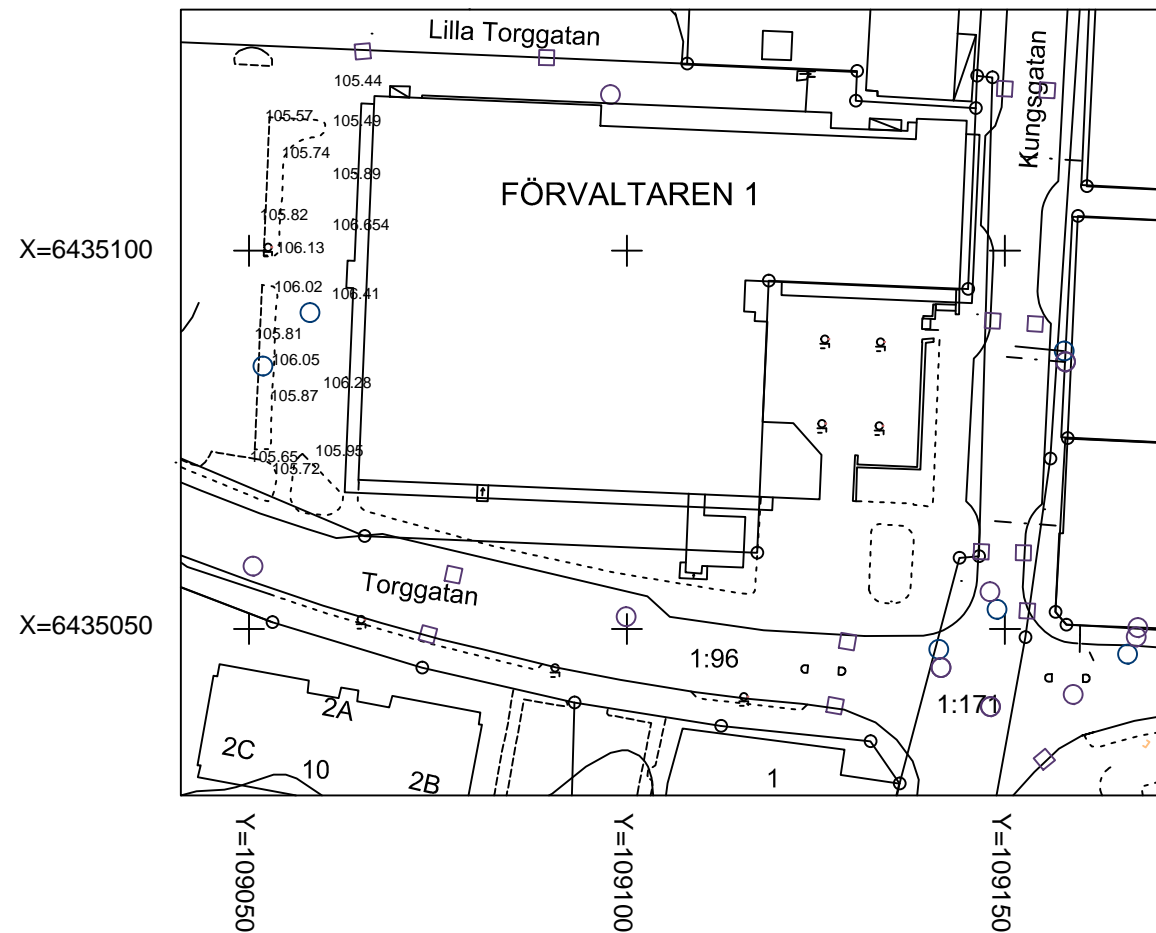 Lilla Torggatan
Kungsgatan
105.44
105.57
105.49
105.74
105.89
FÖRVALTAREN 1
105.82
106.654
X=6435100
106.13
106.02
106.41
105.81
106.05
106.28
105.87
105.95
105.65
105.72
Torggatan
X=6435050
1:96
1:171
2A
2C
10
2B
1
Y=109050
Y=109100
Y=109150